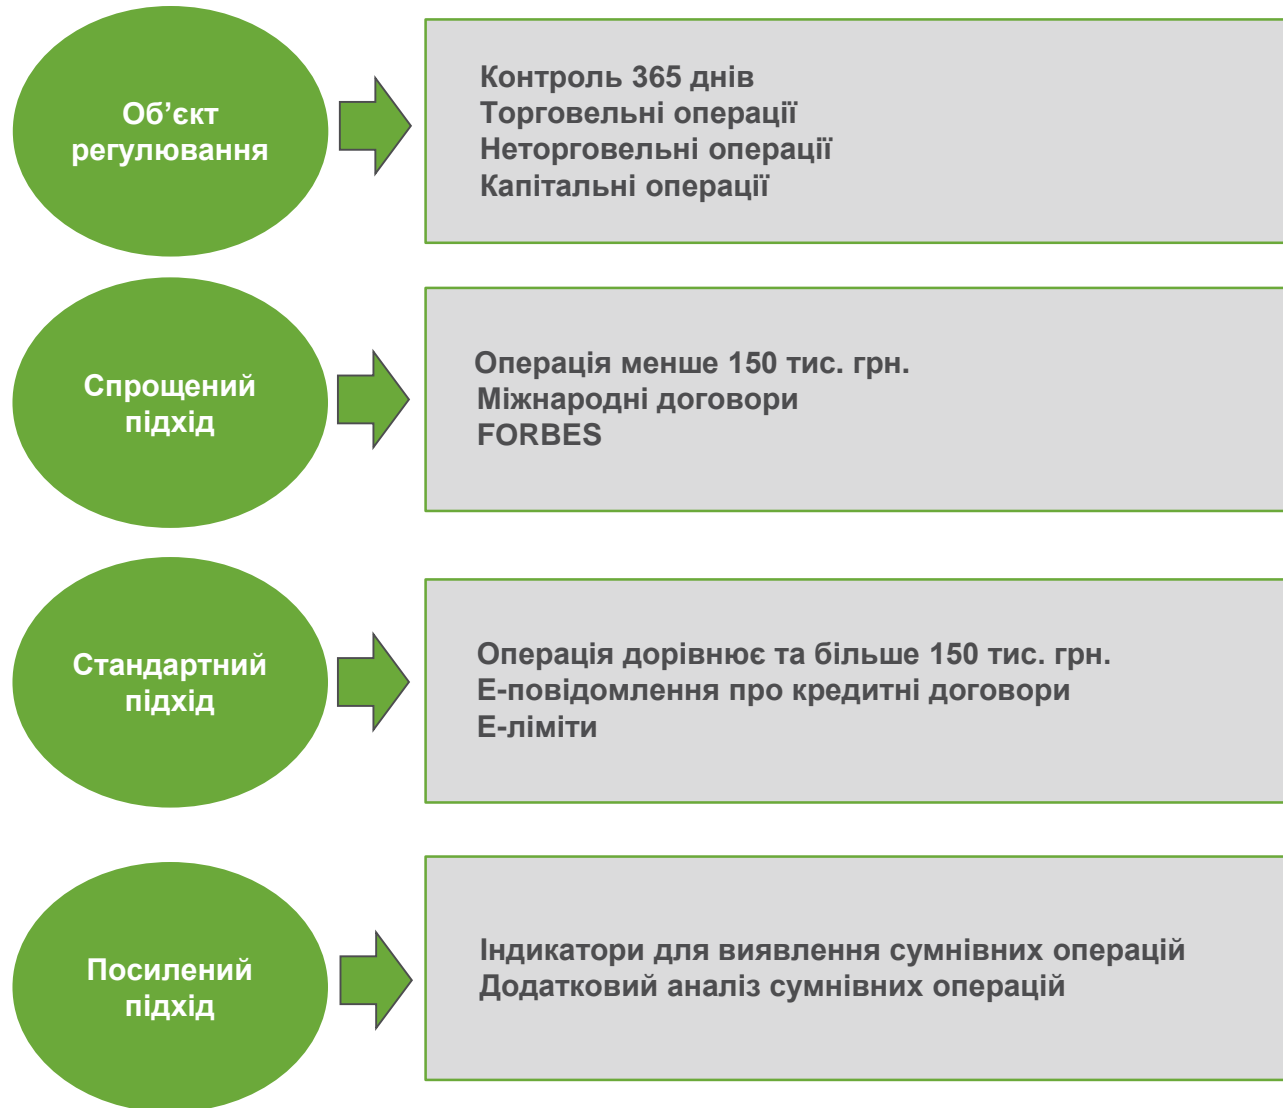 Об’єкт
регулювання
Контроль 365 днів
Торговельні операції
Неторговельні операції
Капітальні операції
Спрощений
підхід
Операція менше 150 тис. грн.
Міжнародні договори
FORBES
Стандартний
підхід
Операція дорівнює та більше 150 тис. грн.
Е-повідомлення про кредитні договори
Е-ліміти
Посилений
підхід
Індикатори для виявлення сумнівних операцій
Додатковий аналіз сумнівних операцій